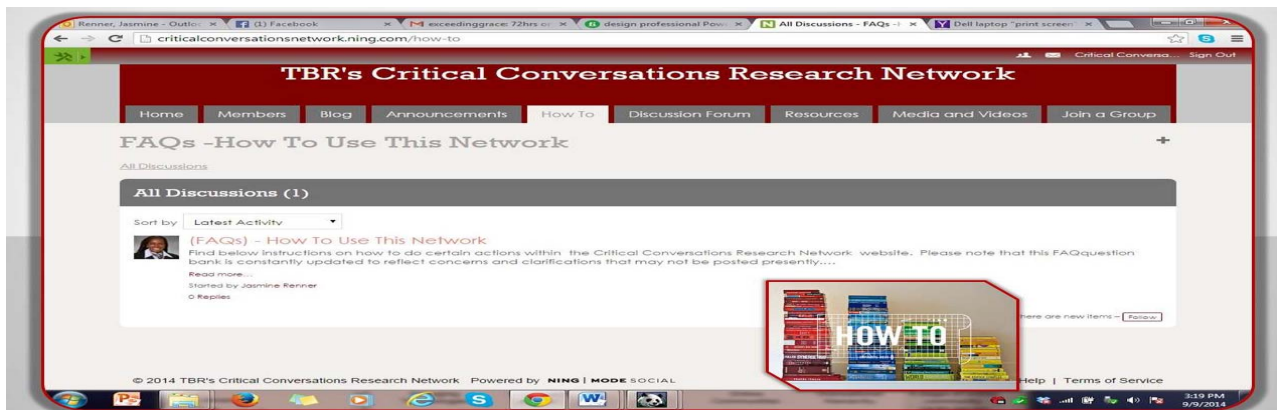 Renner, Jasmine - Outlo
(1) Facebook
exceedinggrace: 72hrs o
design professional Pow
All Discussions - FAQs -
Dell laptop "print screen"
criticalconversationsnetwork.ning.com/how-to
Critical Conversa... Sign Out
TBR's Critical Conversations Research Network
Home Members Blog Announcements How To Discussion Forum Resources Media and Videos Join a Group
FAQs -How To Use This Network
All Discussions
All Discussions (1)
Sort by Latest Activity
(FAQs) - How To Use This Network
Find below instructions on how to do certain actions within the Critical Conversations Research Network website. Please note that this FAQquestion
bank is constantly updated to reflect concerns and clarifications that may not be posted presently....
Read more...
Started by Jasmine Renner
0 Replies
HOW TO
here are new items – Follow
© 2014 TBR's Critical Conversations Research Network Powered by NING MODE SOCIAL
Help | Terms of Service
3:19 PM
9/9/2014